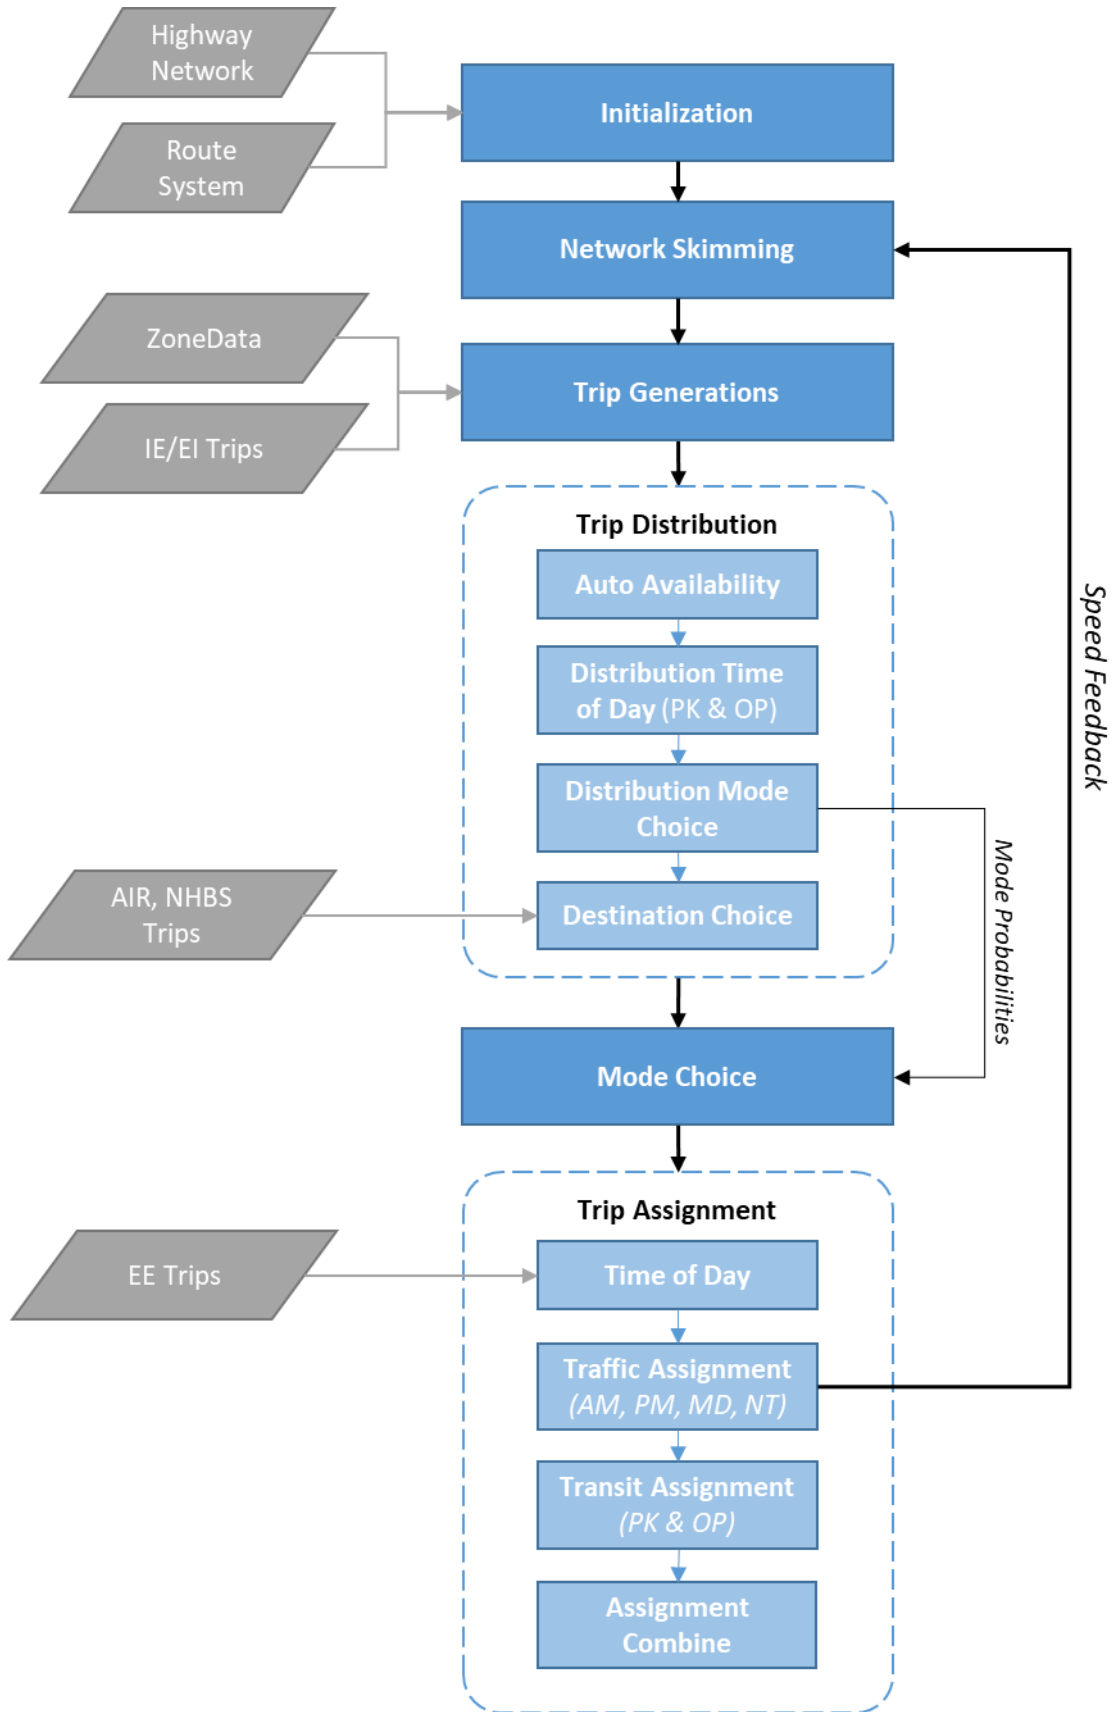 Highway
Network
Initialization
Route
System
Network Skimming
ZoneData
Trip Generations
IE/EI Trips
Trip Distribution
Auto Availability
Distribution Time
of Day (PK & OP)
Distribution Mode
Choice
AIR, NHBS
Trips
Destination Choice
Mode Probabilities
Speed Feedback
Mode Choice
Trip Assignment
EE Trips
Time of Day
Traffic Assignment
(AM, PM, MD, NT)
Transit Assignment
(PK & OP)
Assignment
Combine